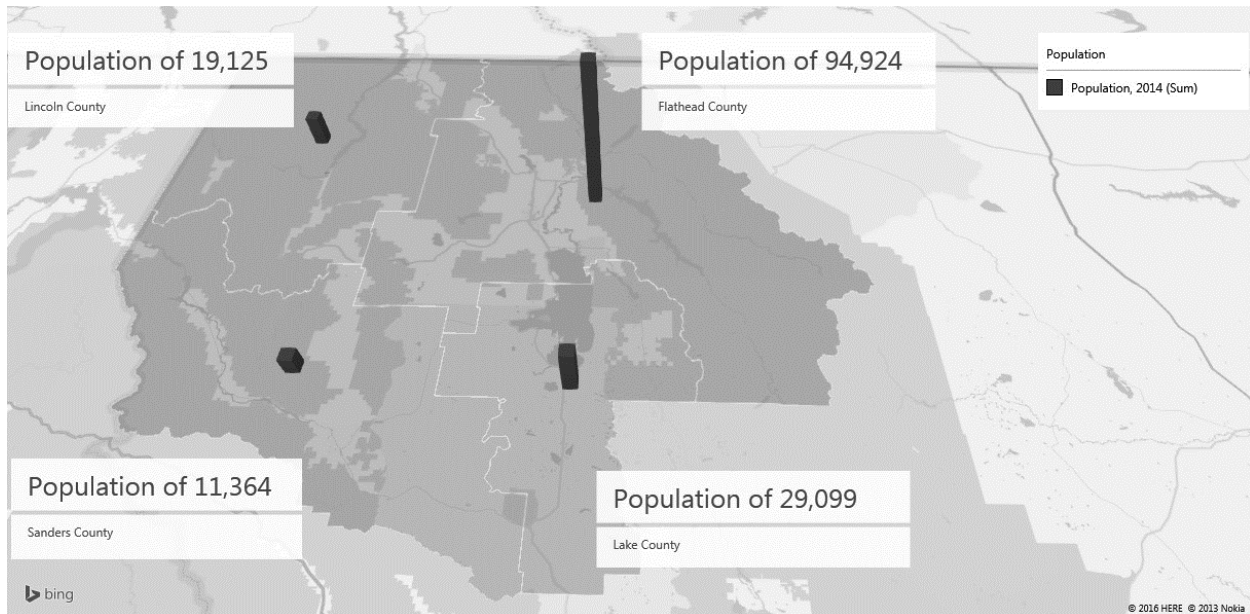 Population of 19,125
Lincoln County
Population of 94,924
Flathead County
Population
Population, 2014 (Sum)
Population of 11,364
Sanders County
Population of 29,099
Lake County
bing
© 2016 HERE © 2013 Nokia